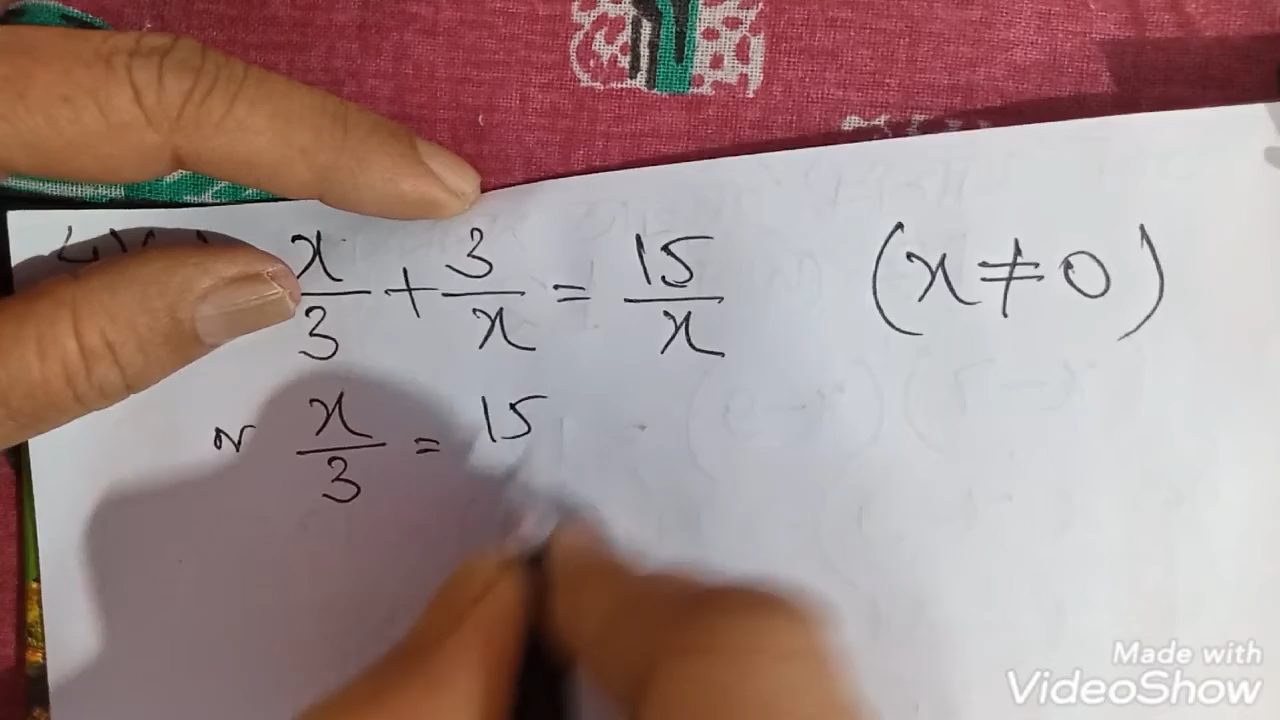 x/3 + 3/x = 15/x (x≠0)
x/3 = 15
Made with
VideoShow